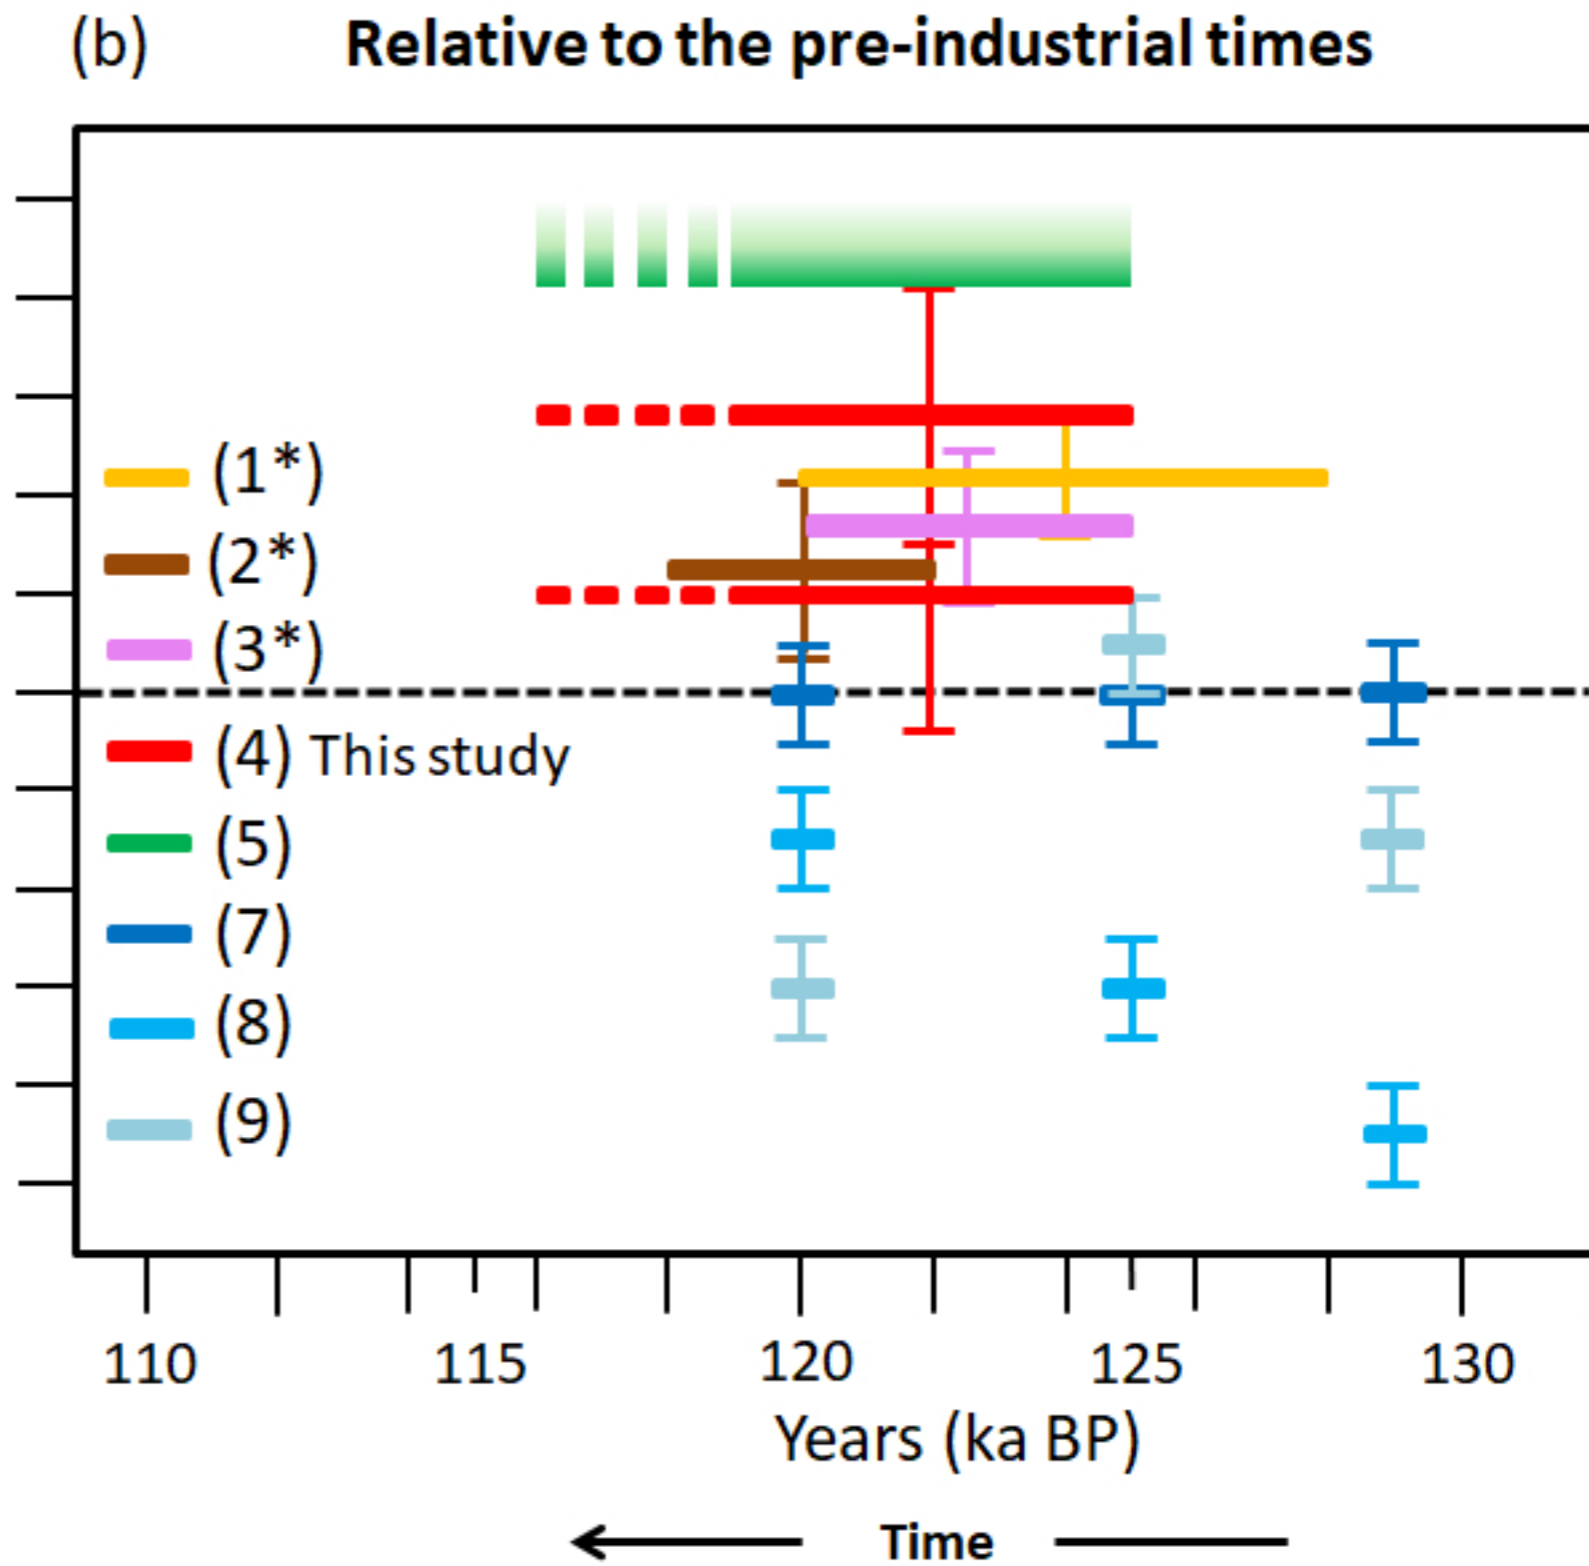 (b) Relative to the pre-industrial times
(1*)
(2*)
(3*)
(4) This study
(5)
(7)
(8)
(9)
110 115 120 125 130
Years (ka BP)
Time